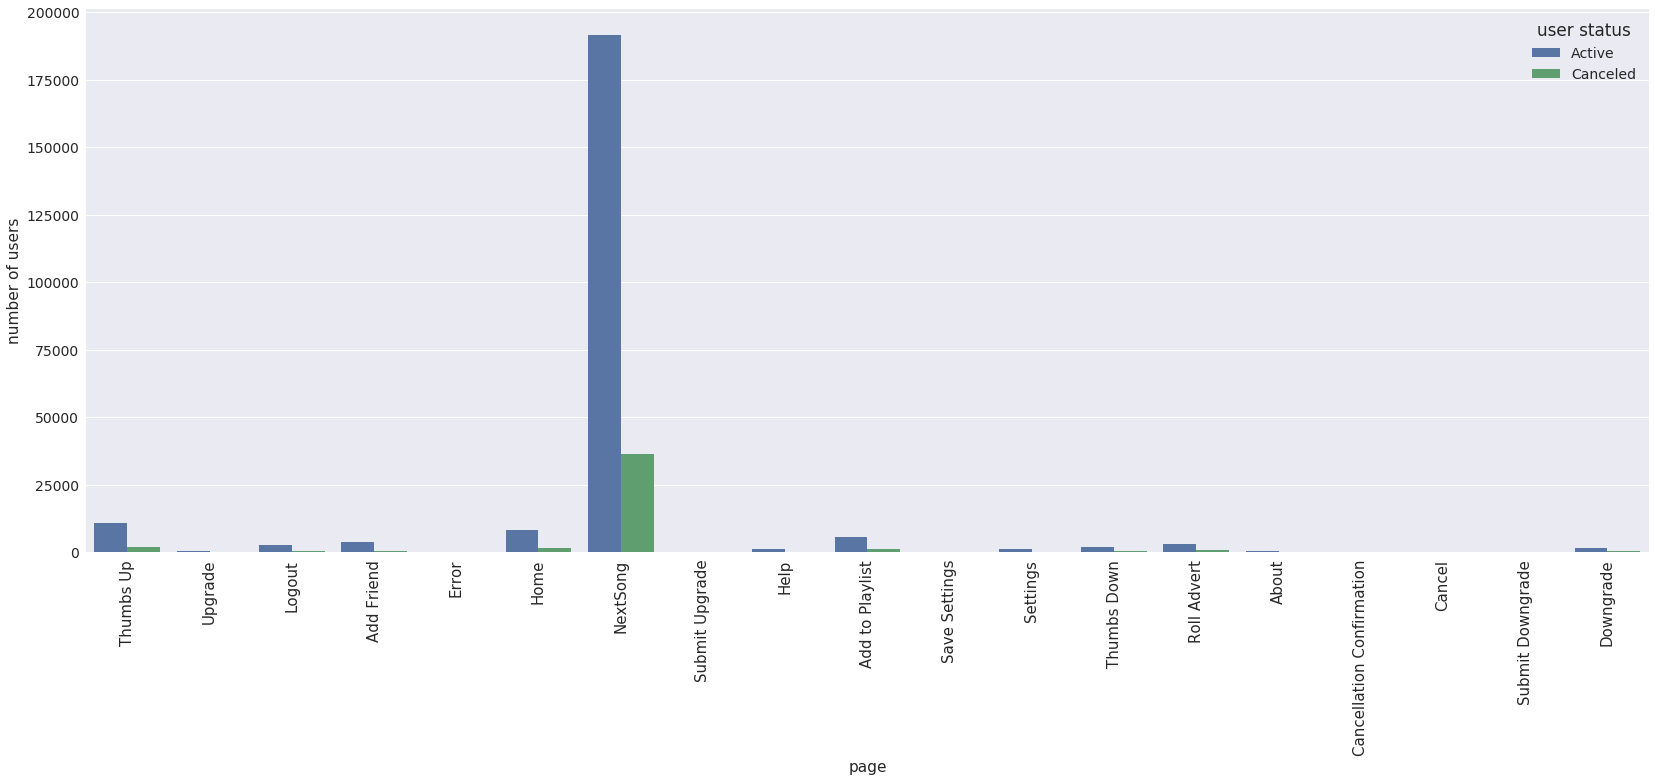 200000
175000
150000
125000
100000
75000
50000
25000
0
number of users
user status
Active
Canceled
Thumbs Up
Upgrade
Logout
Add Friend
Error
Home
NextSong
Submit Upgrade
Help
Add to Playlist
Save Settings
Settings
Thumbs Down
Roll Advert
About
Cancellation Confirmation
Cancel
Submit Downgrade
Downgrade
page